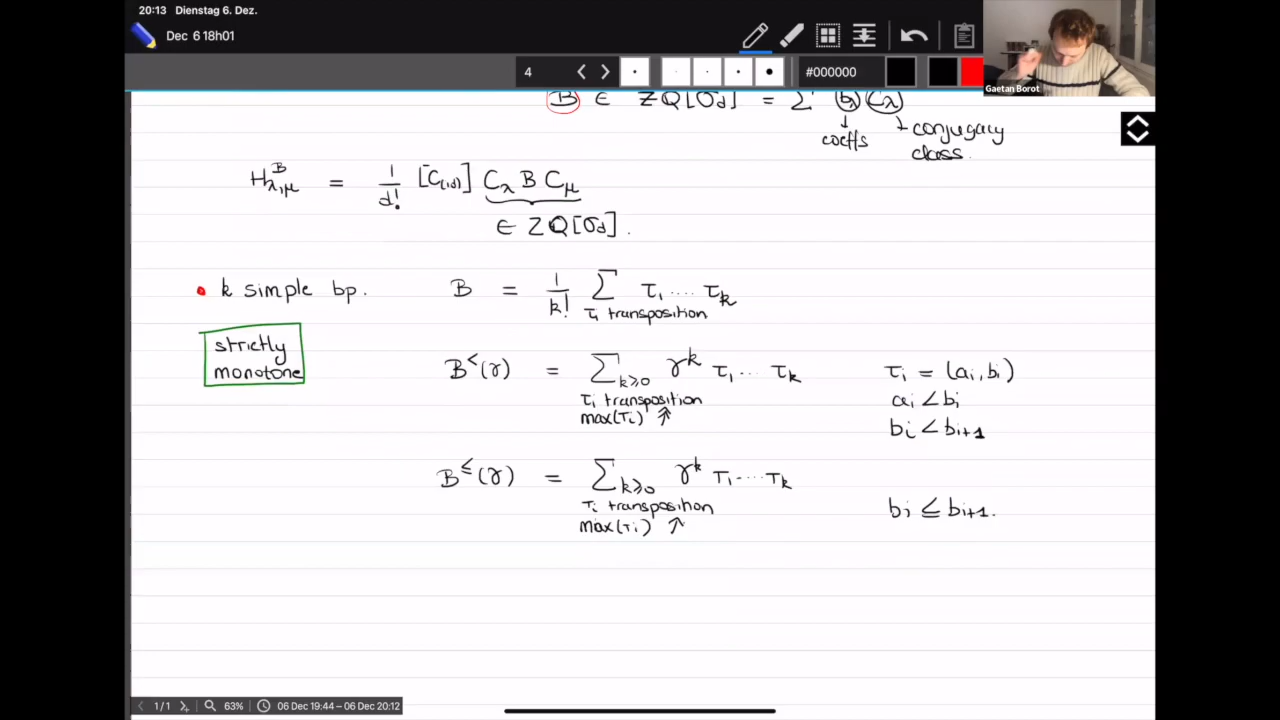 20:13 Dienstag 6. Dez.
Dec 6 18h01
4 #000000
Gaetan Borot
B ∈ ZQ[σd] = Σ bλ Cλ
coeffs
conjugacy class.
H^B_{λ,μ} = 1/d! [C(id)] Cλ B Cμ
∈ ZQ[σd].
• k simple bp. B = 1/k! Σ τ1 .... τk
τi transposition
strictly monotone
B^<(γ) = Σ_{k≥0} γ^k τ1 ... τk τi = (ai, bi)
τi transposition ai < bi
max(τi) ⇈ bi < bi+1
B^≤(γ) = Σ_{k≥0} γ^k τ1 ... τk
τi transposition bi ≤ bi+1.
max(τi) ↑
1/1 63% 06 Dec 19:44 – 06 Dec 20:12